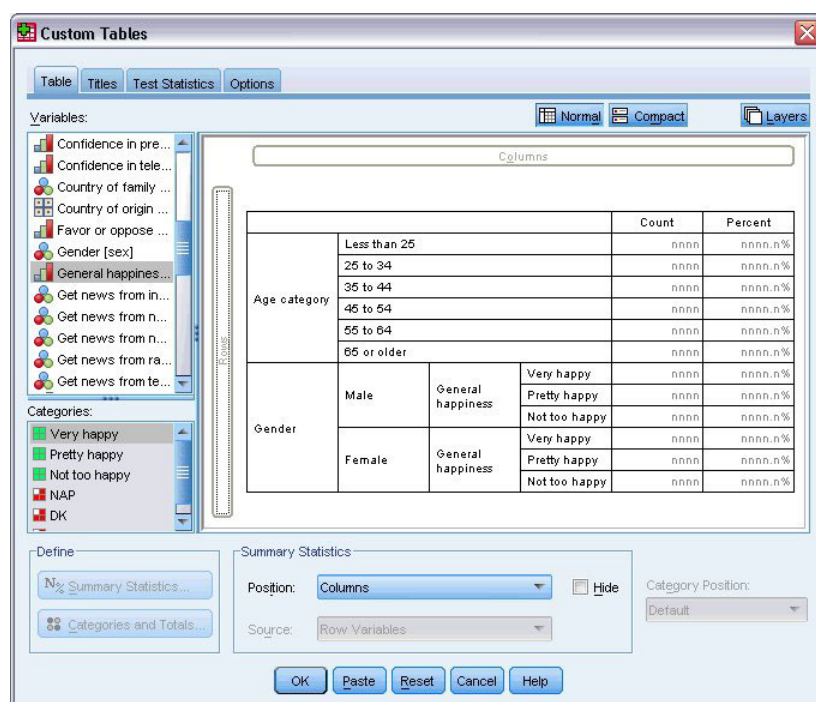 Custom Tables
Table Titles Test Statistics Options
Variables:
Normal Compact Layers
Confidence in pre...
Confidence in tele...
Country of family ...
Country of origin ...
Favor or oppose ...
Gender [sex]
General happines...
Get news from in...
Get news from n...
Get news from n...
Get news from ra...
Get news from te...
Categories:
Very happy
Pretty happy
Not too happy
NAP
DK
Columns
Rows
Count Percent
Age category Less than 25 nnnn nnnn.n%
25 to 34 nnnn nnnn.n%
35 to 44 nnnn nnnn.n%
45 to 54 nnnn nnnn.n%
55 to 64 nnnn nnnn.n%
65 or older nnnn nnnn.n%
Gender Male General happiness Very happy nnnn nnnn.n%
Pretty happy nnnn nnnn.n%
Not too happy nnnn nnnn.n%
Female General happiness Very happy nnnn nnnn.n%
Pretty happy nnnn nnnn.n%
Not too happy nnnn nnnn.n%
Define
N% Summary Statistics...
Categories and Totals...
Summary Statistics
Position: Columns Hide
Source: Row Variables
Category Position:
Default
OK Paste Reset Cancel Help